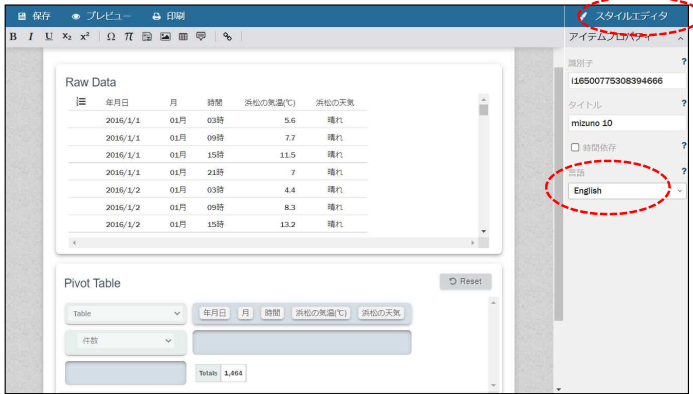 保存 プレビュー 印刷 スタイルエディタ
B I U x₂ x² Ω π
アイテムプロパティ
識別子 ?
i16500775308394666
タイトル ?
mizuno 10
時間依存 ?
言語 ?
English
Raw Data
年月日 月 時間 浜松の気温(℃) 浜松の天気
2016/1/1 01月 03時 5.6 晴れ
2016/1/1 01月 09時 7.7 晴れ
2016/1/1 01月 15時 11.5 晴れ
2016/1/1 01月 21時 7 晴れ
2016/1/2 01月 03時 4.4 晴れ
2016/1/2 01月 09時 8.3 晴れ
2016/1/2 01月 15時 13.2 晴れ
Pivot Table Reset
Table 年月日 月 時間 浜松の気温(℃) 浜松の天気
件数
Totals 1,464